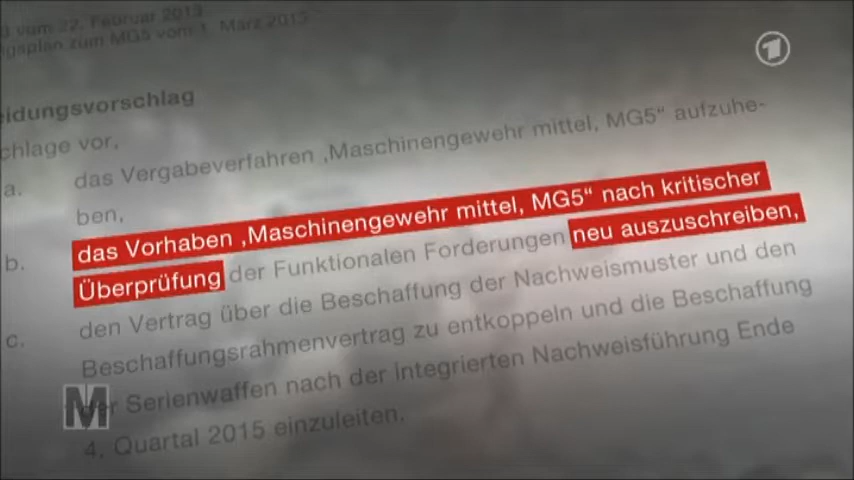 vom 22. Februar 2013
zum MG5 vom 1. März 2013
eidungsvorschlag
chlage vor,
a. das Vergabeverfahren ‚Maschinengewehr mittel, MG5“ aufzuhe-
ben,
b. das Vorhaben ‚Maschinengewehr mittel, MG5“ nach kritischer
Überprüfung der Funktionalen Forderungen neu auszuschreiben,
c. den Vertrag über die Beschaffung der Nachweismuster und den
Beschaffungsrahmenvertrag zu entkoppeln und die Beschaffung
der Serienwaffen nach der Integrierten Nachweisführung Ende
4. Quartal 2015 einzuleiten.
1
M